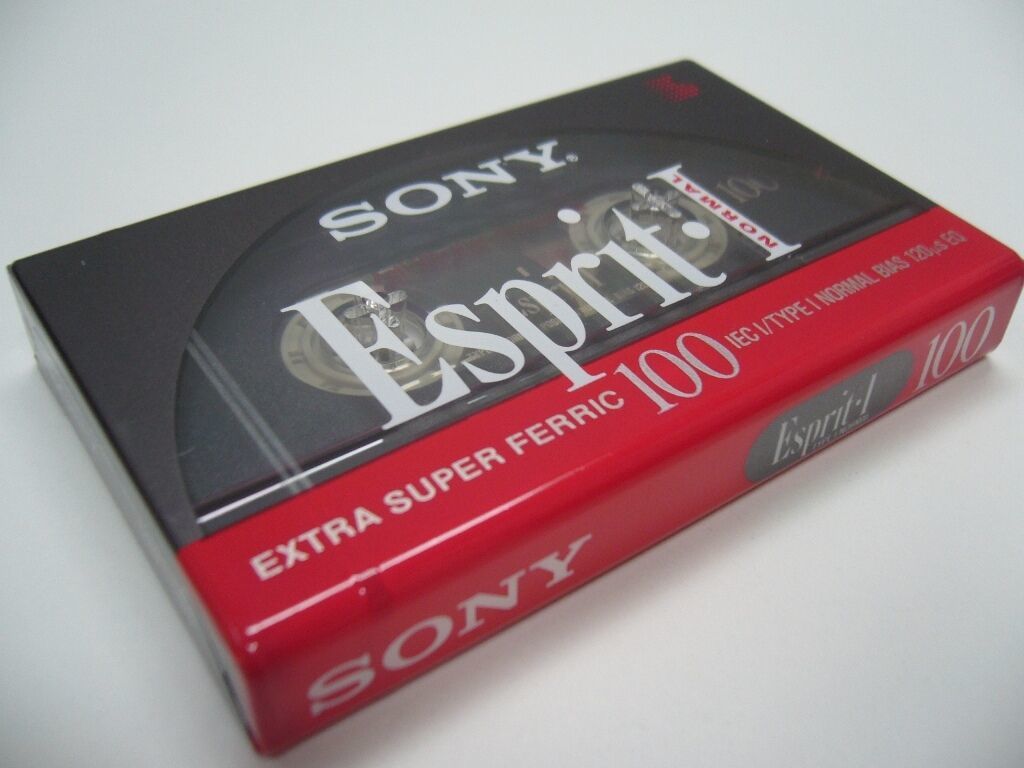 SONY®
Esprit·I
NORMAL
100
EXTRA SUPER FERRIC 100 IEC I/TYPE I NORMAL BIAS 120μs EQ
SONY Esprit·I 100